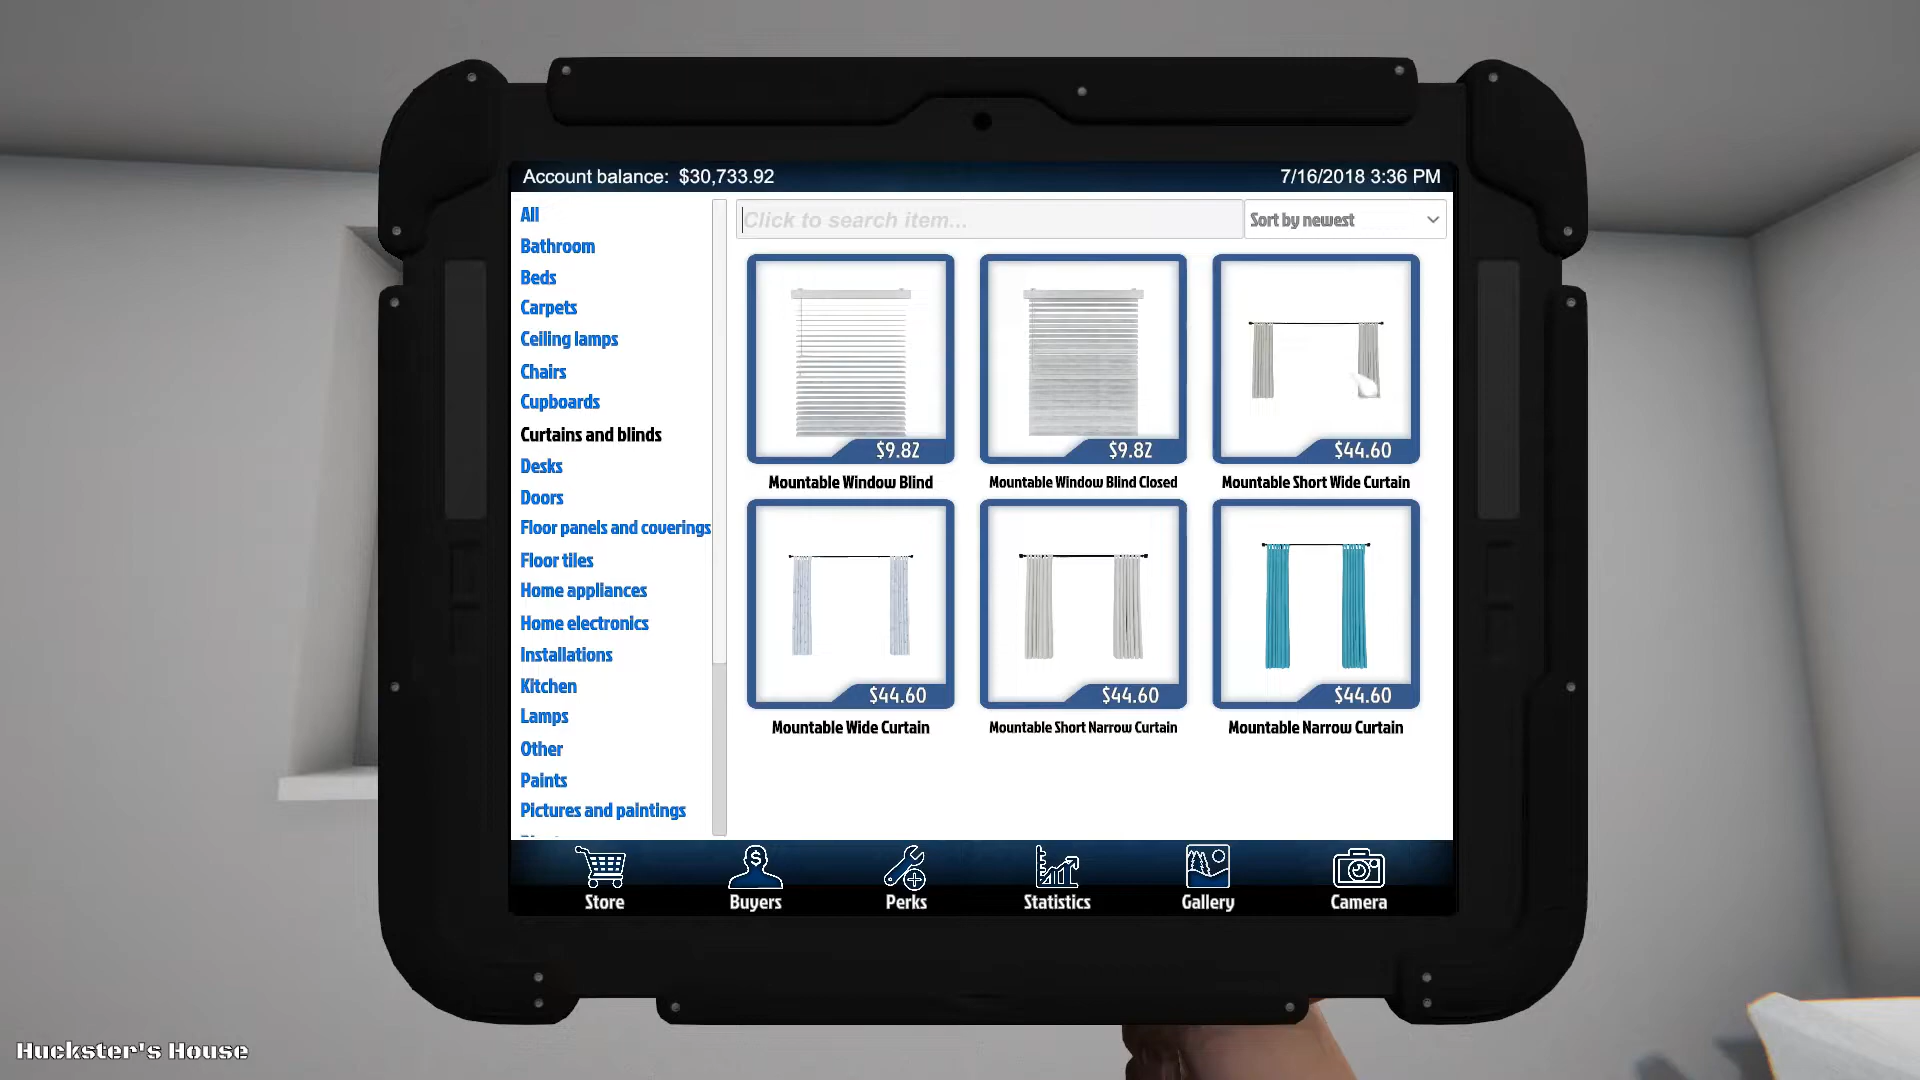 Account balance: $30,733.92
7/16/2018 3:36 PM
All
Bathroom
Beds
Carpets
Ceiling lamps
Chairs
Cupboards
Curtains and blinds
Desks
Doors
Floor panels and coverings
Floor tiles
Home appliances
Home electronics
Installations
Kitchen
Lamps
Other
Paints
Pictures and paintings
Click to search item...
Sort by newest
$9.82
$9.82
$44.60
Mountable Window Blind
Mountable Window Blind Closed
Mountable Short Wide Curtain
$44.60
$44.60
$44.60
Mountable Wide Curtain
Mountable Short Narrow Curtain
Mountable Narrow Curtain
Store
Buyers
Perks
Statistics
Gallery
Camera
Huckster's House